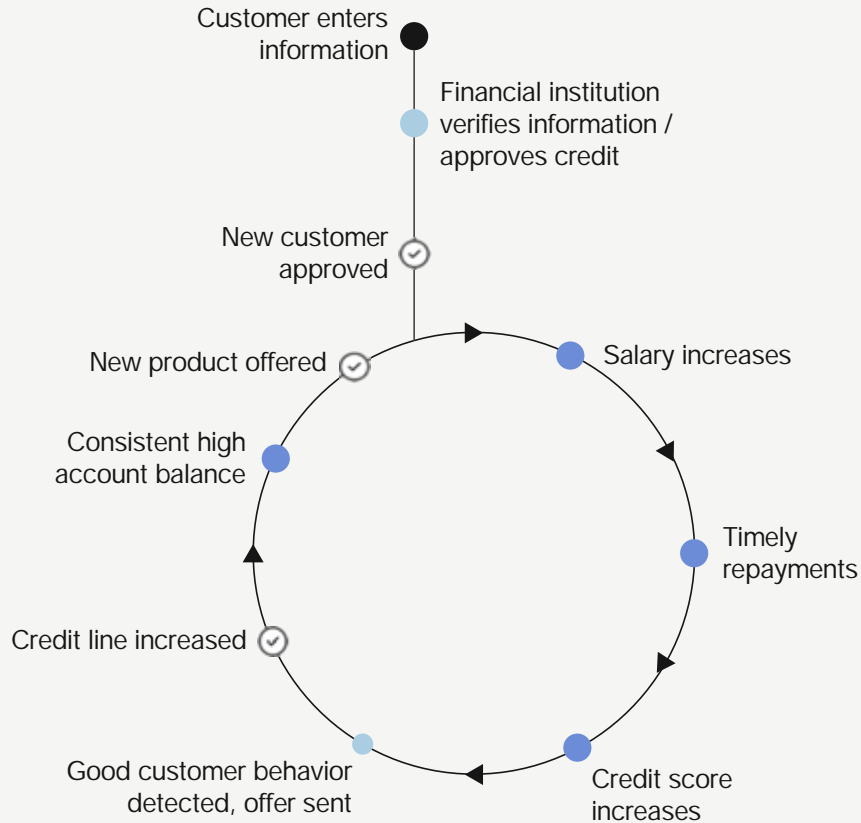 Customer enters
information
Financial institution
verifies information /
approves credit
New customer
approved
New product offered
Salary increases
Consistent high
account balance
Timely
repayments
Credit line increased
Good customer behavior
detected, offer sent
Credit score
increases